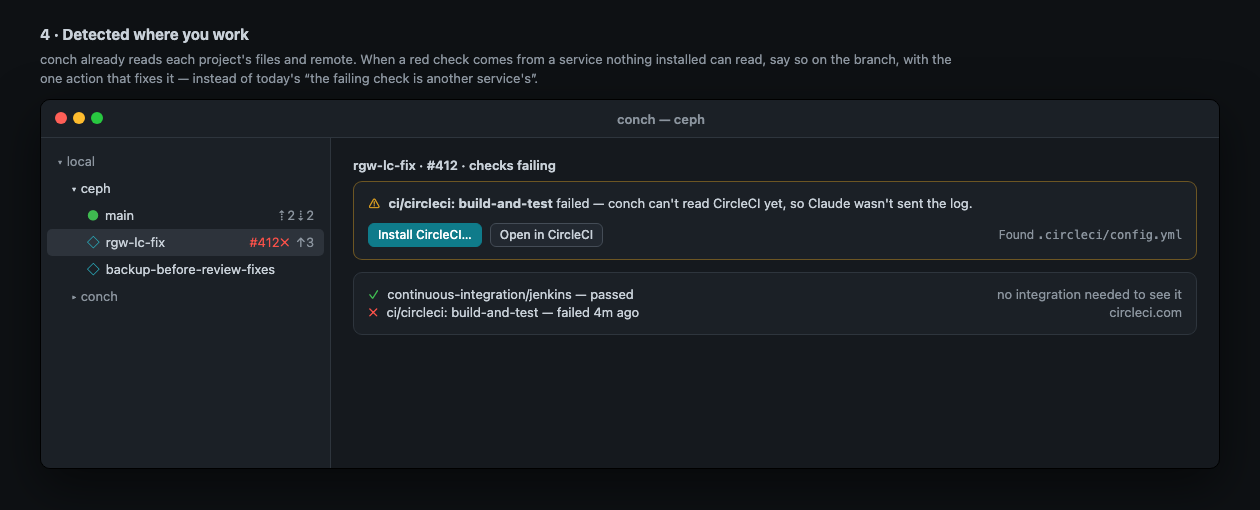 4 · Detected where you work
conch already reads each project's files and remote. When a red check comes from a service nothing installed can read, say so on the branch, with the
one action that fixes it — instead of today's “the failing check is another service's”.
conch — ceph
▾ local
▾ ceph
main ⇡2⇣2
rgw-lc-fix #412✕ ↑3
backup-before-review-fixes
▸ conch
rgw-lc-fix · #412 · checks failing
⚠ ci/circleci: build-and-test failed — conch can't read CircleCI yet, so Claude wasn't sent the log.
Install CircleCI… Open in CircleCI Found .circleci/config.yml
✓ continuous-integration/jenkins — passed no integration needed to see it
✕ ci/circleci: build-and-test — failed 4m ago circleci.com